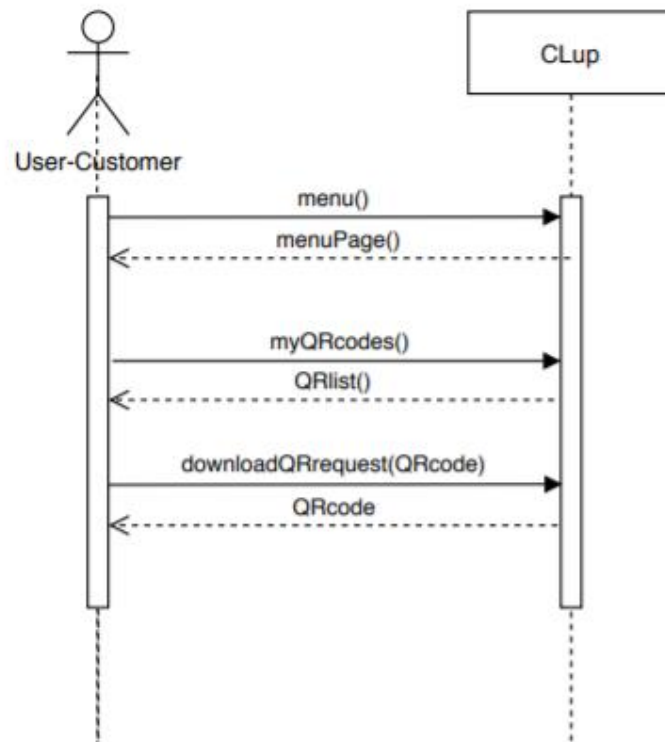 CLup
User-Customer
menu()
menuPage()
myQRcodes()
QRlist()
downloadQRrequest(QRcode)
QRcode